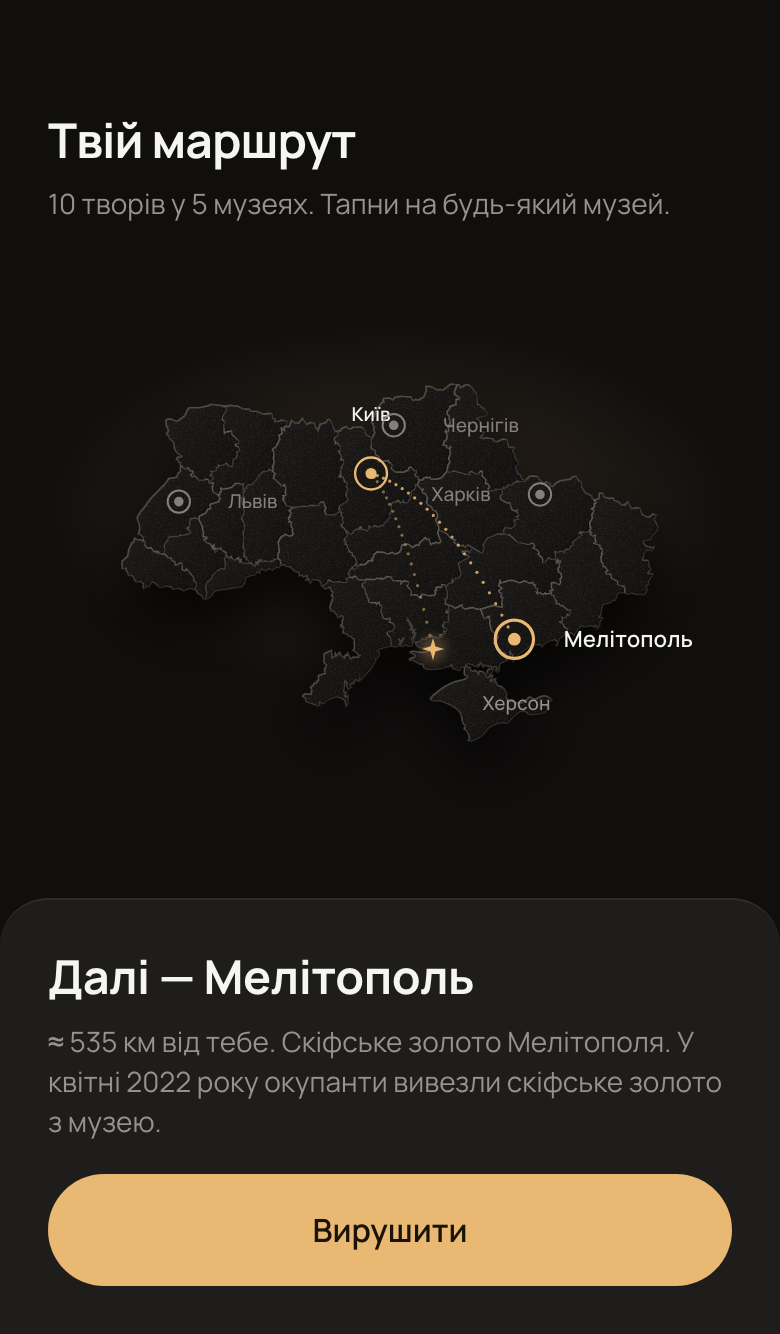 Твій маршрут
10 творів у 5 музеях. Тапни на будь-який музей.
Київ
Чернігів
Львів
Харків
Мелітополь
Херсон
Далі — Мелітополь
≈ 535 км від тебе. Скіфське золото Мелітополя. У
квітні 2022 року окупанти вивезли скіфське золото
з музею.
Вирушити